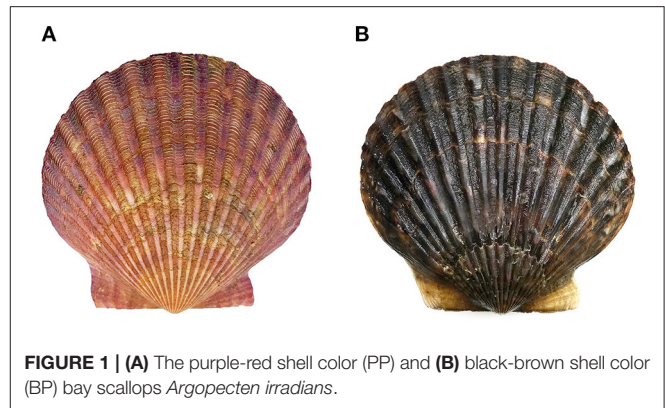 A
B
FIGURE 1 | (A) The purple-red shell color (PP) and (B) black-brown shell color
(BP) bay scallops Argopecten irradians.